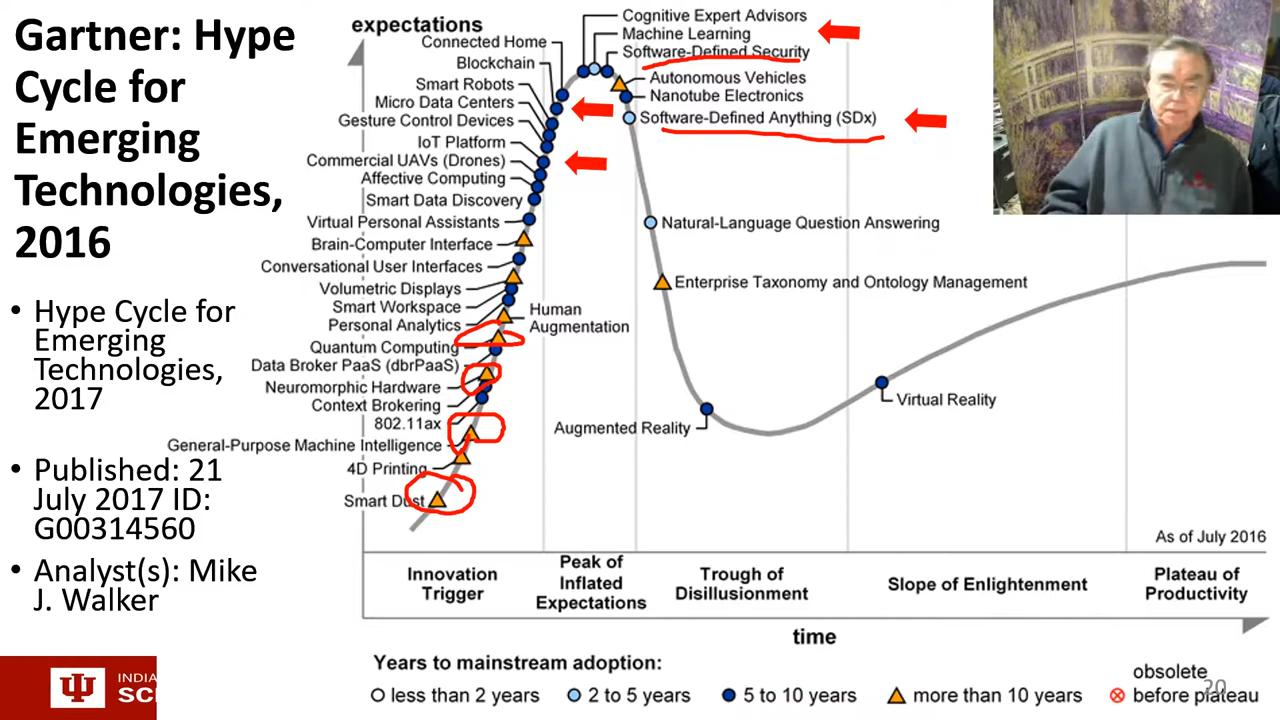 Gartner: Hype
Cycle for
Emerging
Technologies,
2016
• Hype Cycle for
Emerging
Technologies,
2017
• Published: 21
July 2017 ID:
G00314560
• Analyst(s): Mike
J. Walker
expectations
Connected Home
Blockchain
Smart Robots
Micro Data Centers
Gesture Control Devices
IoT Platform
Commercial UAVs (Drones)
Affective Computing
Smart Data Discovery
Virtual Personal Assistants
Brain-Computer Interface
Conversational User Interfaces
Volumetric Displays
Smart Workspace
Personal Analytics
Quantum Computing
Data Broker PaaS (dbrPaaS)
Neuromorphic Hardware
Context Brokering
802.11ax
General-Purpose Machine Intelligence
4D Printing
Smart Dust
Human
Augmentation
Cognitive Expert Advisors
Machine Learning
Software-Defined Security
Autonomous Vehicles
Nanotube Electronics
Software-Defined Anything (SDx)
Natural-Language Question Answering
Enterprise Taxonomy and Ontology Management
Augmented Reality
Virtual Reality
As of July 2016
Innovation
Trigger
Peak of
Inflated
Expectations
Trough of
Disillusionment
Slope of Enlightenment
Plateau of
Productivity
time
Years to mainstream adoption:
less than 2 years
2 to 5 years
5 to 10 years
more than 10 years
obsolete
before plateau
20
INDIA
SC